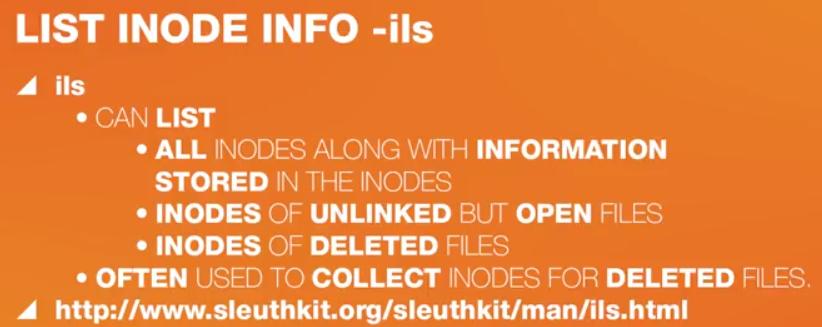 LIST INODE INFO -ils
ils
• CAN LIST
• ALL INODES ALONG WITH INFORMATION
STORED IN THE INODES
• INODES OF UNLINKED BUT OPEN FILES
• INODES OF DELETED FILES
• OFTEN USED TO COLLECT INODES FOR DELETED FILES.
http://www.sleuthkit.org/sleuthkit/man/ils.html